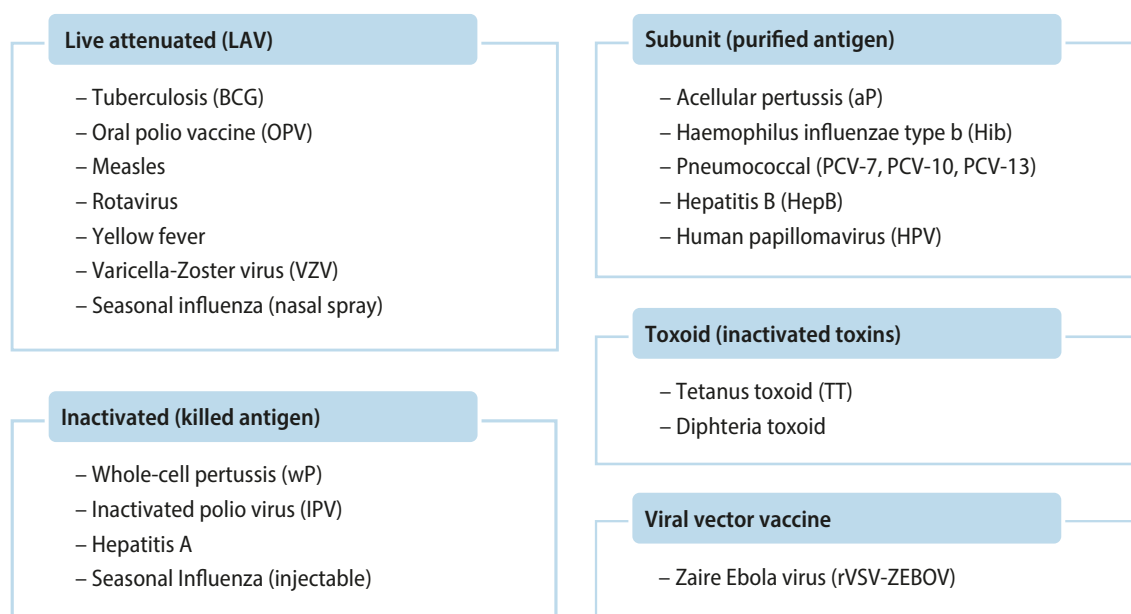 Live attenuated (LAV)
– Tuberculosis (BCG)
– Oral polio vaccine (OPV)
– Measles
– Rotavirus
– Yellow fever
– Varicella-Zoster virus (VZV)
– Seasonal influenza (nasal spray)
Inactivated (killed antigen)
– Whole-cell pertussis (wP)
– Inactivated polio virus (IPV)
– Hepatitis A
– Seasonal Influenza (injectable)
Subunit (purified antigen)
– Acellular pertussis (aP)
– Haemophilus influenzae type b (Hib)
– Pneumococcal (PCV-7, PCV-10, PCV-13)
– Hepatitis B (HepB)
– Human papillomavirus (HPV)
Toxoid (inactivated toxins)
– Tetanus toxoid (TT)
– Diphteria toxoid
Viral vector vaccine
– Zaire Ebola virus (rVSV-ZEBOV)